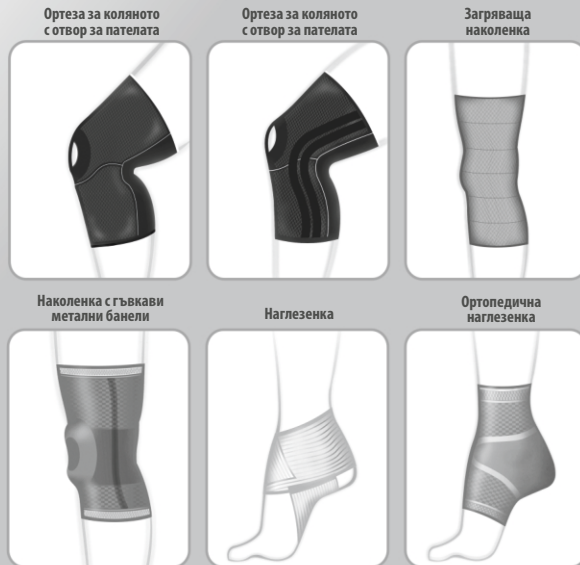 Ортеза за коляното
с отвор за пателата
Ортеза за коляното
с отвор за пателата
Загряваща
наколенка
Наколенка с гъвкави
метални банели
Наглезенка
Ортопедична
наглезенка